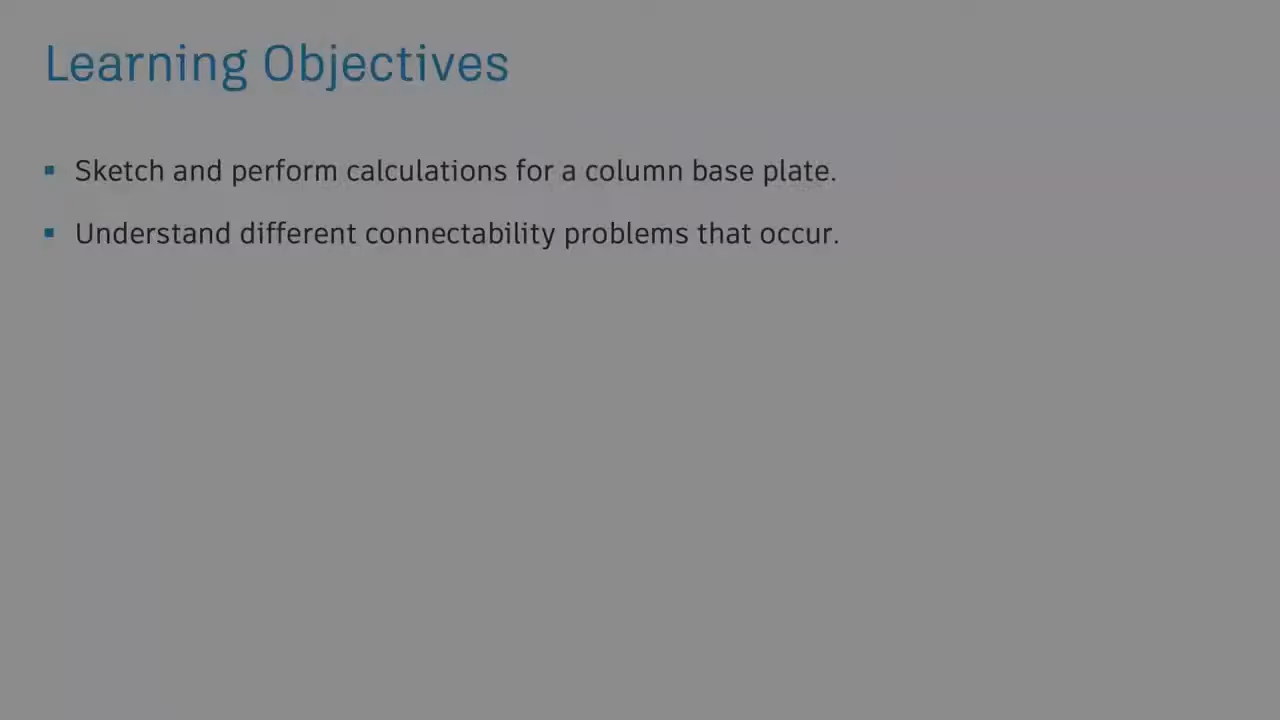 Learning Objectives
Sketch and perform calculations for a column base plate.
Understand different connectability problems that occur.